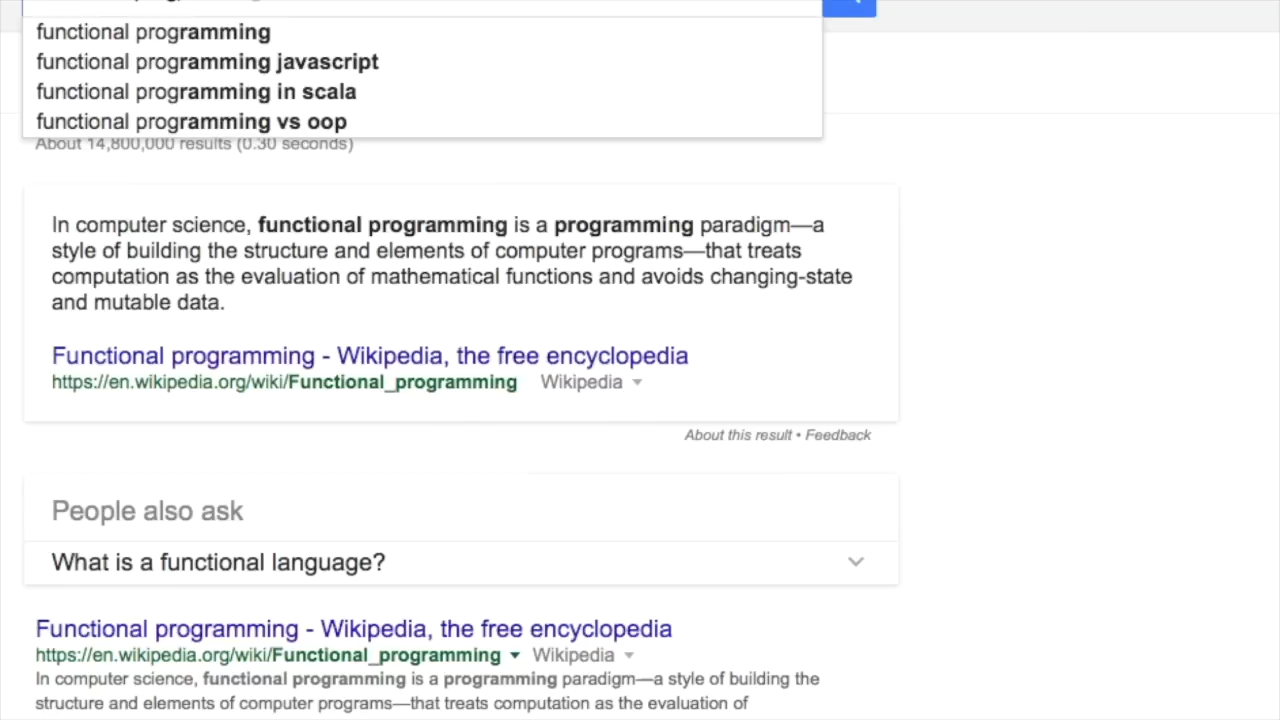 functional programming
functional programming javascript
functional programming in scala
functional programming vs oop
About 14,800,000 results (0.30 seconds)
In computer science, functional programming is a programming paradigm—a
style of building the structure and elements of computer programs—that treats
computation as the evaluation of mathematical functions and avoids changing-state
and mutable data.
Functional programming - Wikipedia, the free encyclopedia
https://en.wikipedia.org/wiki/Functional_programming Wikipedia
About this result • Feedback
People also ask
What is a functional language?
Functional programming - Wikipedia, the free encyclopedia
https://en.wikipedia.org/wiki/Functional_programming Wikipedia
In computer science, functional programming is a programming paradigm—a style of building the
structure and elements of computer programs—that treats computation as the evaluation of